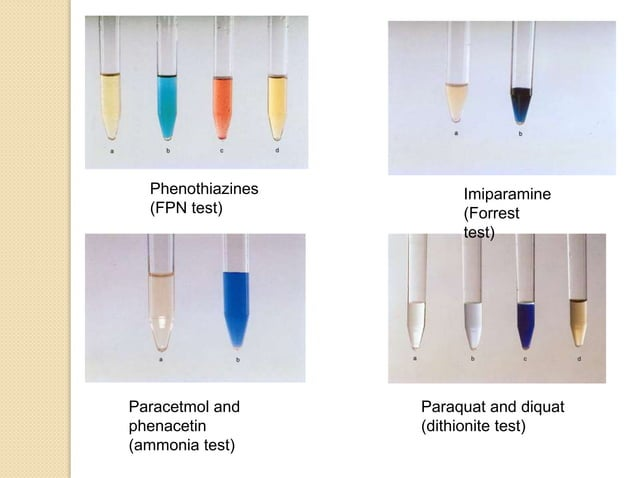 a b c d
a b
Phenothiazines
(FPN test)
Imiparamine
(Forrest
test)
a b
a b c d
Paracetmol and
phenacetin
(ammonia test)
Paraquat and diquat
(dithionite test)